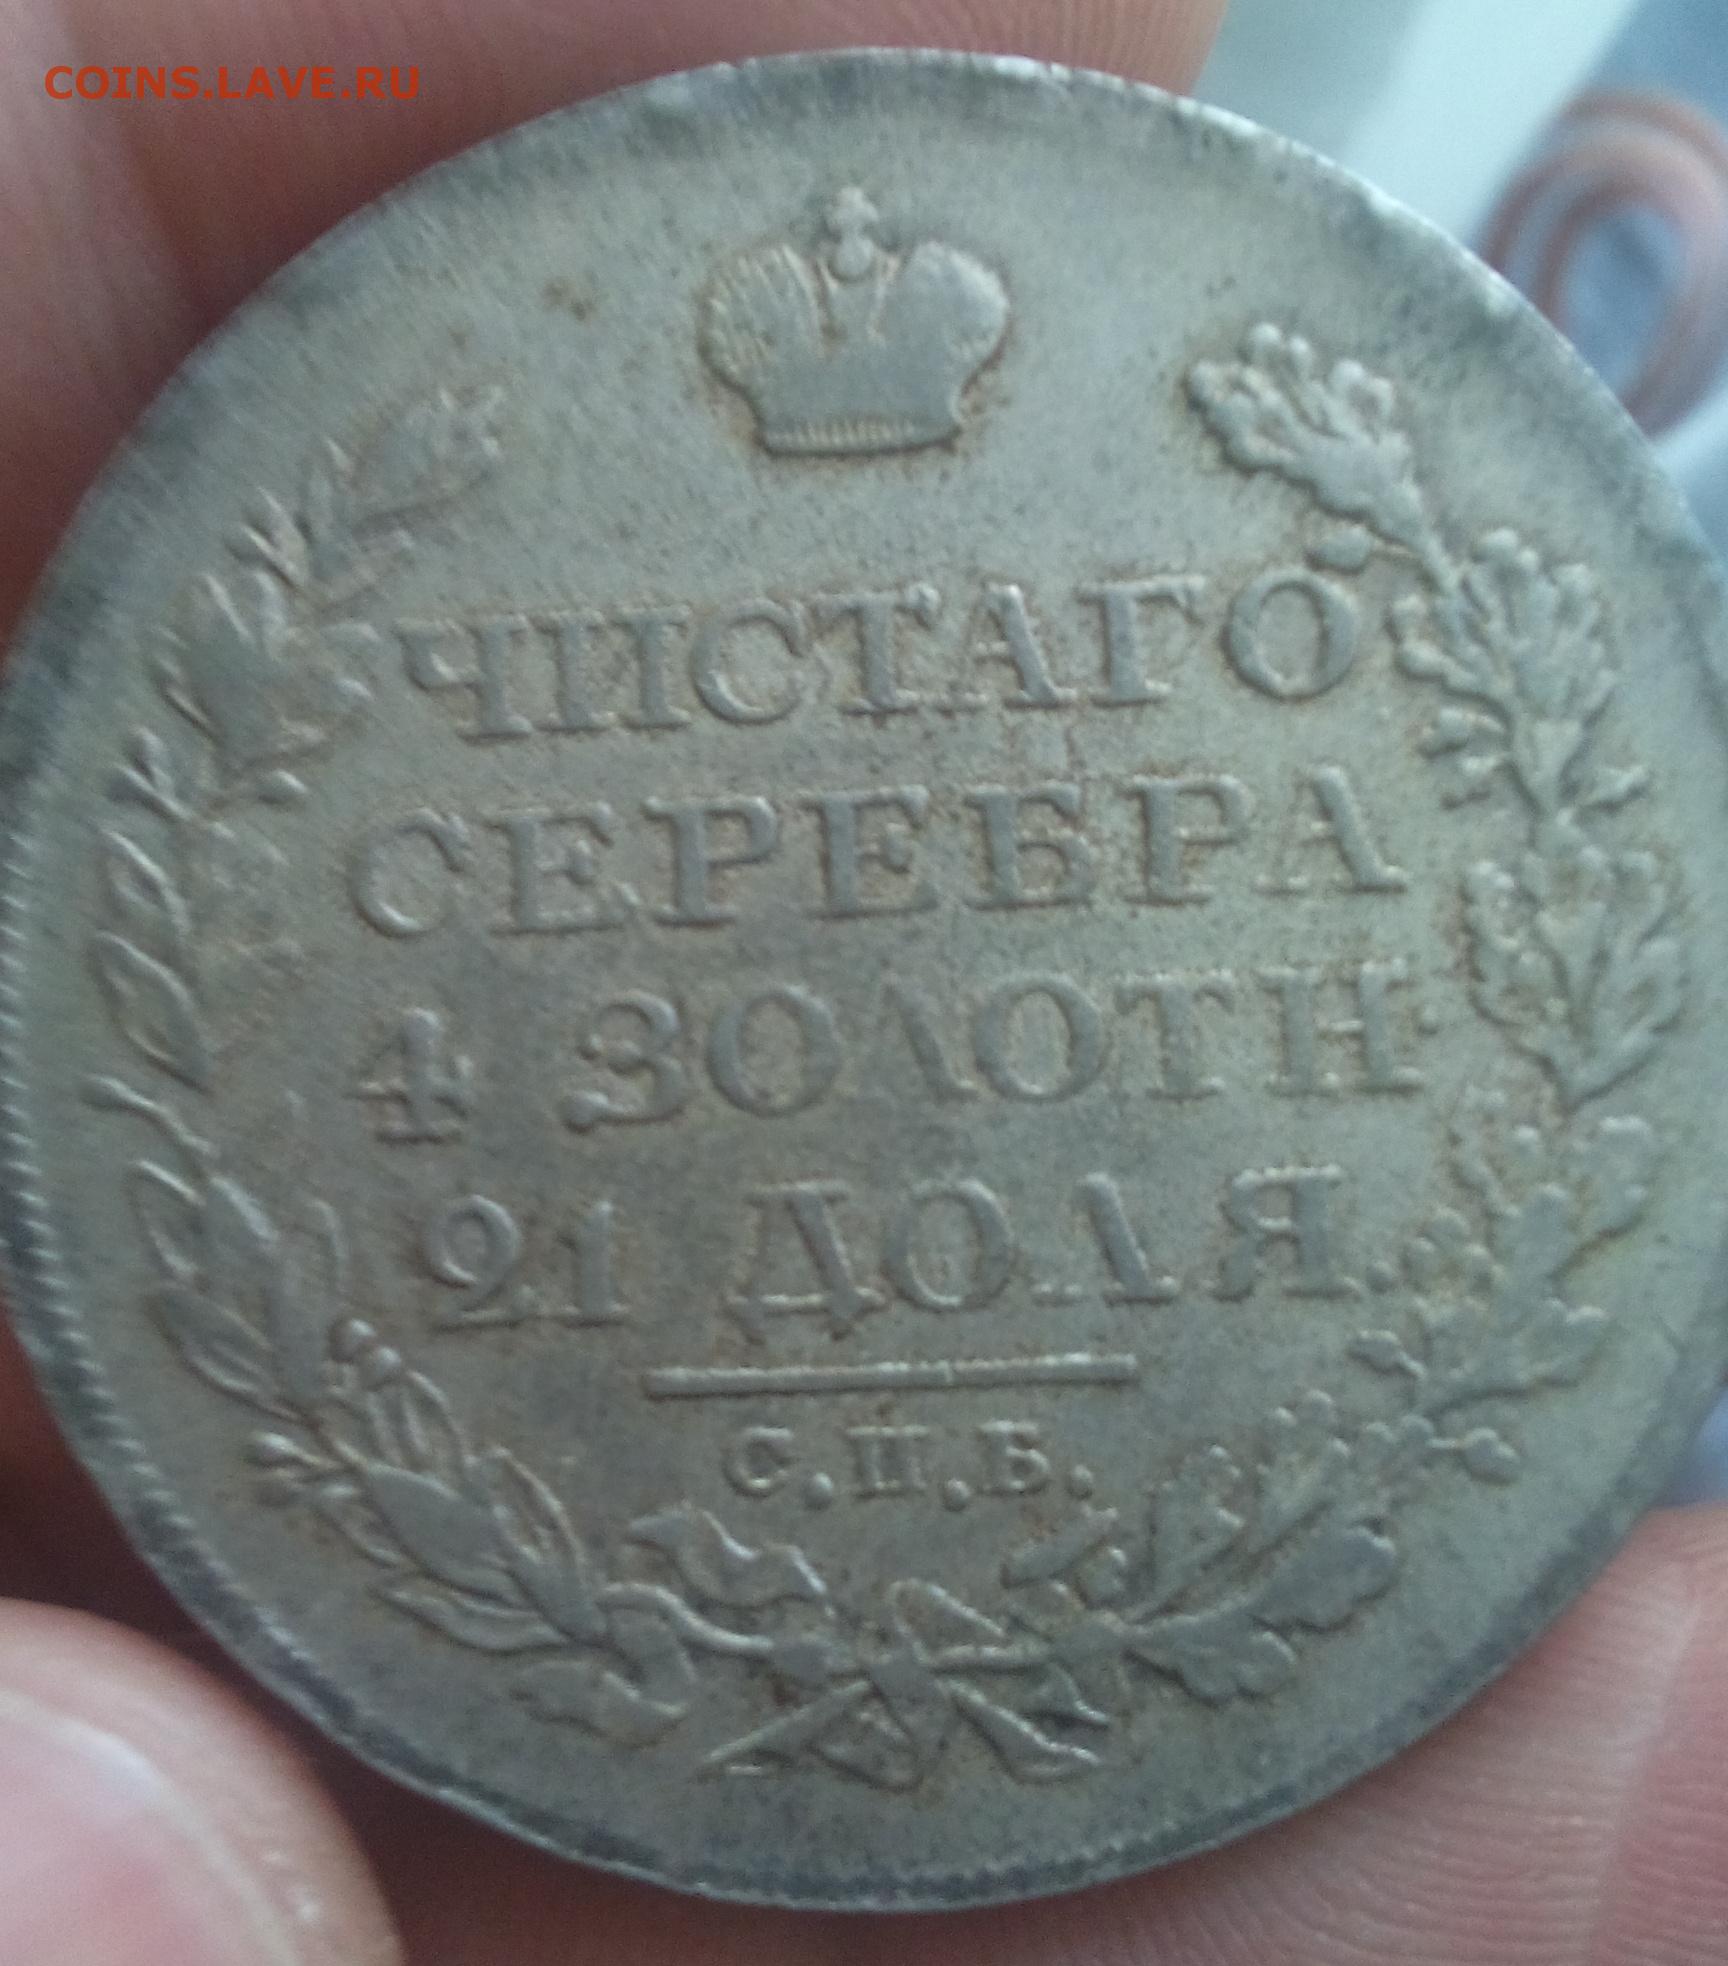 COINS.LAVE.RU
ЧИСТАГО
СЕРЕБРА
4 ЗОЛОТН.
21 ДОЛЯ.
С.П.Б.